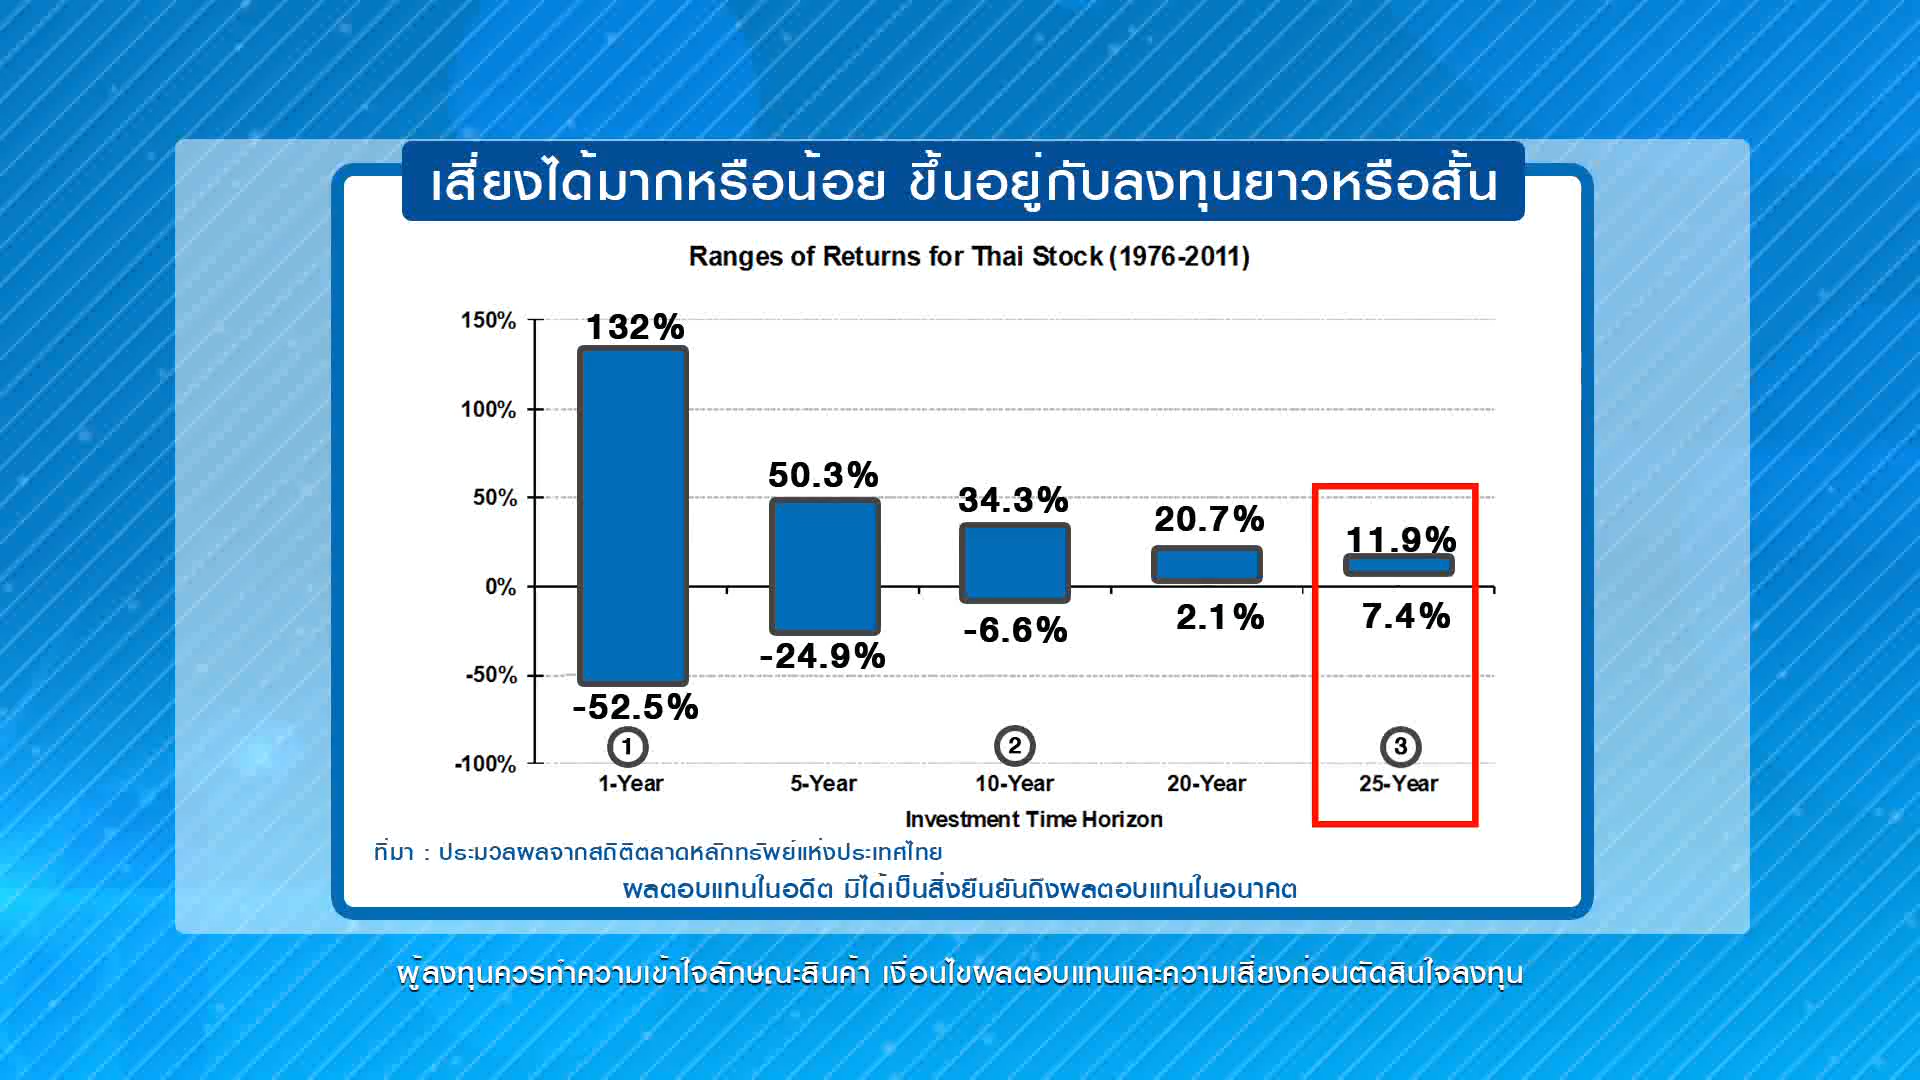 เสี่ยงได้มากหรือน้อย ขึ้นอยู่กับลงทุนยาวหรือสั้น
Ranges of Returns for Thai Stock (1976-2011)
150%
100%
50%
0%
-50%
-100%
132%
-52.5%
50.3%
-24.9%
34.3%
-6.6%
20.7%
2.1%
11.9%
7.4%
1
2
3
1-Year 5-Year 10-Year 20-Year 25-Year
Investment Time Horizon
ที่มา : ประมวลผลจากสถิติตลาดหลักทรัพย์แห่งประเทศไทย
ผลตอบแทนในอดีต มิได้เป็นสิ่งยืนยันถึงผลตอบแทนในอนาคต
ผู้ลงทุนควรทำความเข้าใจลักษณะสินค้า เงื่อนไขผลตอบแทนและความเสี่ยงก่อนตัดสินใจลงทุน